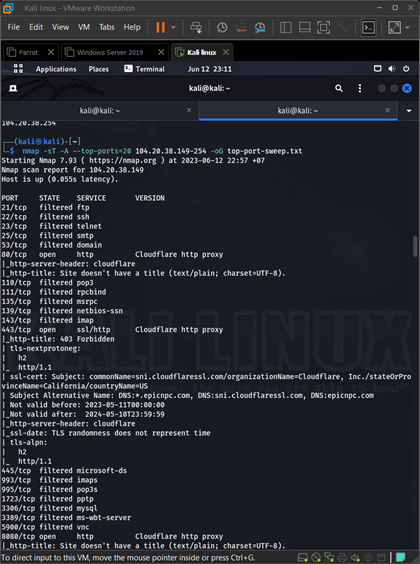 Kali linux - VMware Workstation
File Edit View VM Tabs Help
Parrot Windows Server 2019 Kali linux
Applications Places Terminal Jun 12 23:11
kali@kali: ~
kali@kali: ~ kali@kali: ~
104.20.38.254
(kali㉿kali)-[~]
$ nmap -sT -A --top-ports=20 104.20.38.149-254 -oG top-port-sweep.txt
Starting Nmap 7.93 ( https://nmap.org ) at 2023-06-12 22:57 +07
Nmap scan report for 104.20.38.149
Host is up (0.055s latency).
PORT STATE SERVICE VERSION
21/tcp filtered ftp
22/tcp filtered ssh
23/tcp filtered telnet
25/tcp filtered smtp
53/tcp filtered domain
80/tcp open http Cloudflare http proxy
|_http-server-header: cloudflare
|_http-title: Site doesn't have a title (text/plain; charset=UTF-8).
110/tcp filtered pop3
111/tcp filtered rpcbind
135/tcp filtered msrpc
139/tcp filtered netbios-ssn
143/tcp filtered imap
443/tcp open ssl/http Cloudflare http proxy
|_http-title: 403 Forbidden
| tls-nextprotoneg:
| h2
|_ http/1.1
| ssl-cert: Subject: commonName=sni.cloudflaressl.com/organizationName=Cloudflare, Inc./stateOrPro
vinceName=California/countryName=US
| Subject Alternative Name: DNS:*.epicnpc.com, DNS:sni.cloudflaressl.com, DNS:epicnpc.com
| Not valid before: 2023-05-11T00:00:00
|_Not valid after: 2024-05-10T23:59:59
|_http-server-header: cloudflare
|_ssl-date: TLS randomness does not represent time
| tls-alpn:
| h2
|_ http/1.1
445/tcp filtered microsoft-ds
993/tcp filtered imaps
995/tcp filtered pop3s
1723/tcp filtered pptp
3306/tcp filtered mysql
3389/tcp filtered ms-wbt-server
5900/tcp filtered vnc
8080/tcp open http Cloudflare http proxy
|_http-title: Site doesn't have a title (text/plain; charset=UTF-8).
KALI LINUX
To direct input to this VM, move the mouse pointer inside or press Ctrl+G.